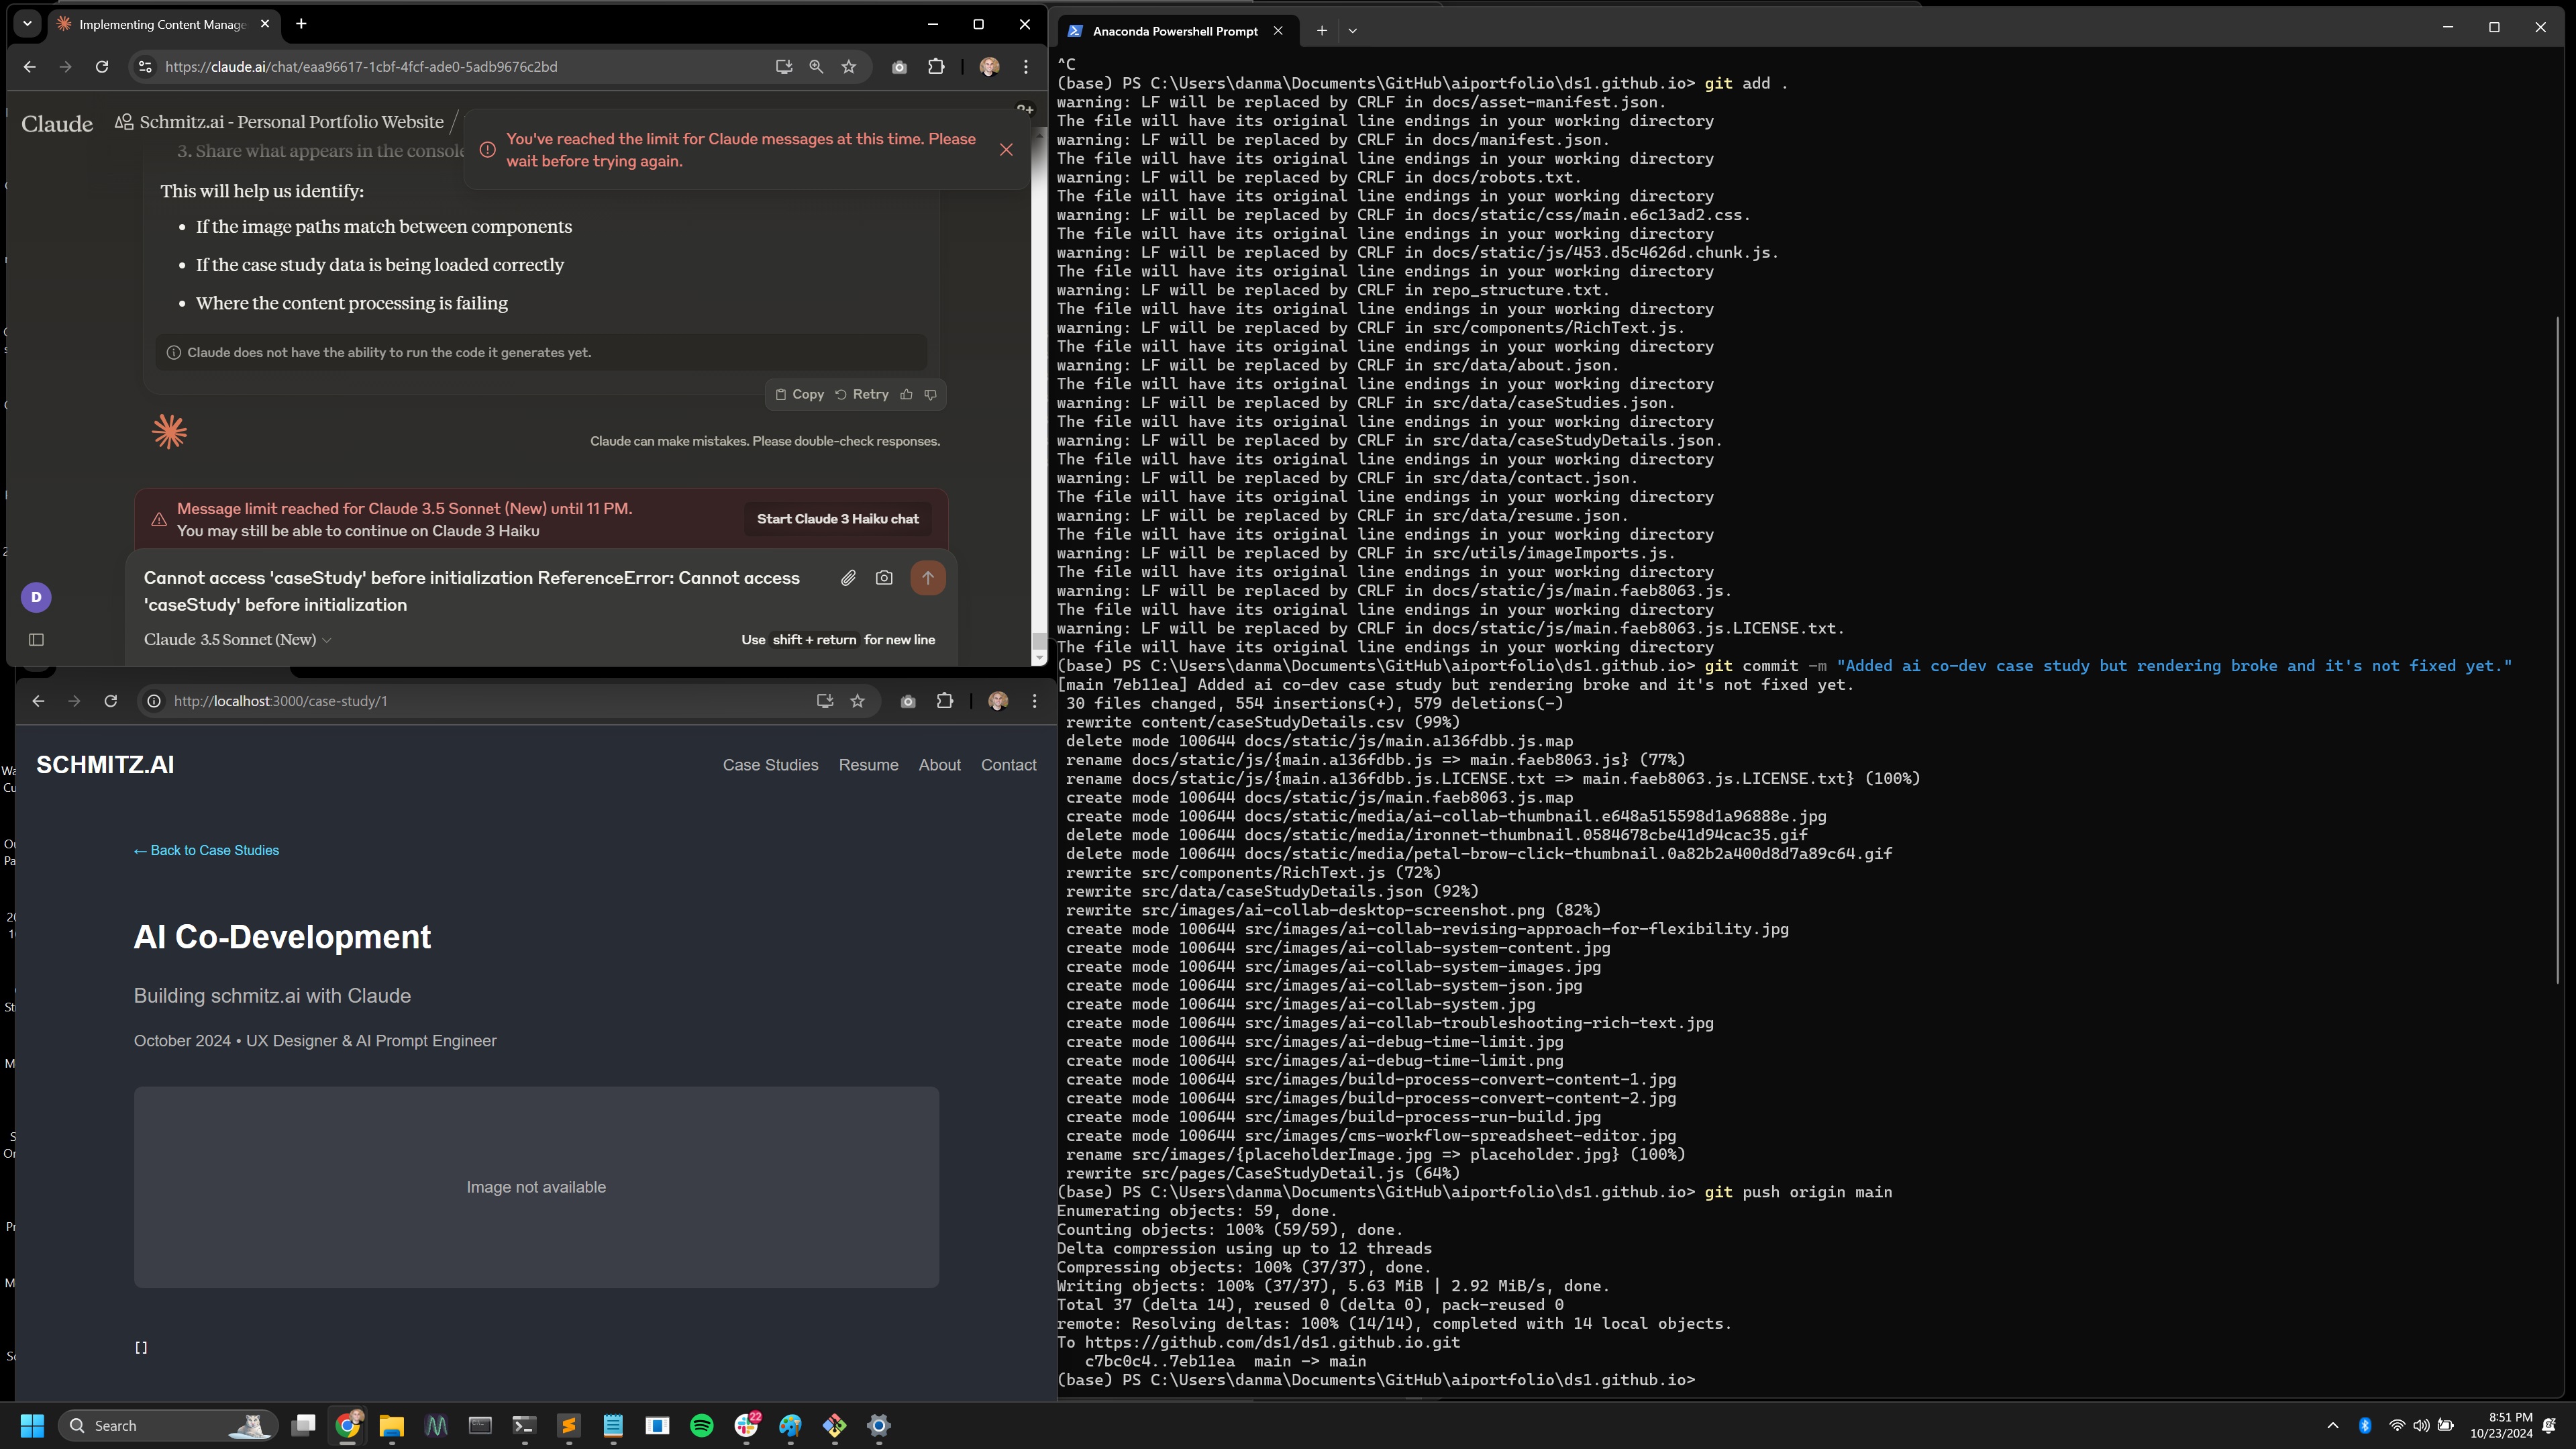 Implementing Content Manage
https://claude.ai/chat/eaa96617-1cbf-4fcf-ade0-5adb9676c2bd
Claude
Schmitz.ai - Personal Portfolio Website /
You've reached the limit for Claude messages at this time. Please
wait before trying again.
3. Share what appears in the console
This will help us identify:
• If the image paths match between components
• If the case study data is being loaded correctly
• Where the content processing is failing
Claude does not have the ability to run the code it generates yet.
Copy Retry
Claude can make mistakes. Please double-check responses.
Message limit reached for Claude 3.5 Sonnet (New) until 11 PM.
You may still be able to continue on Claude 3 Haiku
Start Claude 3 Haiku chat
Cannot access 'caseStudy' before initialization ReferenceError: Cannot access
'caseStudy' before initialization
D
Claude 3.5 Sonnet (New)
Use shift + return for new line
http://localhost:3000/case-study/1
SCHMITZ.AI
Case Studies Resume About Contact
← Back to Case Studies
AI Co-Development
Building schmitz.ai with Claude
October 2024 • UX Designer & AI Prompt Engineer
Image not available
[]
Anaconda Powershell Prompt
^C
(base) PS C:\Users\danma\Documents\GitHub\aiportfolio\ds1.github.io> git add .
warning: LF will be replaced by CRLF in docs/asset-manifest.json.
The file will have its original line endings in your working directory
warning: LF will be replaced by CRLF in docs/manifest.json.
The file will have its original line endings in your working directory
warning: LF will be replaced by CRLF in docs/robots.txt.
The file will have its original line endings in your working directory
warning: LF will be replaced by CRLF in docs/static/css/main.e6c13ad2.css.
The file will have its original line endings in your working directory
warning: LF will be replaced by CRLF in docs/static/js/453.d5c4626d.chunk.js.
The file will have its original line endings in your working directory
warning: LF will be replaced by CRLF in repo_structure.txt.
The file will have its original line endings in your working directory
warning: LF will be replaced by CRLF in src/components/RichText.js.
The file will have its original line endings in your working directory
warning: LF will be replaced by CRLF in src/data/about.json.
The file will have its original line endings in your working directory
warning: LF will be replaced by CRLF in src/data/caseStudies.json.
The file will have its original line endings in your working directory
warning: LF will be replaced by CRLF in src/data/caseStudyDetails.json.
The file will have its original line endings in your working directory
warning: LF will be replaced by CRLF in src/data/contact.json.
The file will have its original line endings in your working directory
warning: LF will be replaced by CRLF in src/data/resume.json.
The file will have its original line endings in your working directory
warning: LF will be replaced by CRLF in src/utils/imageImports.js.
The file will have its original line endings in your working directory
warning: LF will be replaced by CRLF in docs/static/js/main.faeb8063.js.
The file will have its original line endings in your working directory
warning: LF will be replaced by CRLF in docs/static/js/main.faeb8063.js.LICENSE.txt.
The file will have its original line endings in your working directory
(base) PS C:\Users\danma\Documents\GitHub\aiportfolio\ds1.github.io> git commit -m "Added ai co-dev case study but rendering broke and it's not fixed yet."
[main 7eb11ea] Added ai co-dev case study but rendering broke and it's not fixed yet.
30 files changed, 554 insertions(+), 579 deletions(-)
rewrite content/caseStudyDetails.csv (99%)
delete mode 100644 docs/static/js/main.a136fdbb.js.map
rename docs/static/js/{main.a136fdbb.js => main.faeb8063.js} (77%)
rename docs/static/js/{main.a136fdbb.js.LICENSE.txt => main.faeb8063.js.LICENSE.txt} (100%)
create mode 100644 docs/static/js/main.faeb8063.js.map
create mode 100644 docs/static/media/ai-collab-thumbnail.e648a515598d1a96888e.jpg
delete mode 100644 docs/static/media/ironnet-thumbnail.0584678cbe41d94cac35.gif
delete mode 100644 docs/static/media/petal-brow-click-thumbnail.0a82b2a400d8d7a89c64.gif
rewrite src/components/RichText.js (72%)
rewrite src/data/caseStudyDetails.json (92%)
rewrite src/images/ai-collab-desktop-screenshot.png (82%)
create mode 100644 src/images/ai-collab-revising-approach-for-flexibility.jpg
create mode 100644 src/images/ai-collab-system-content.jpg
create mode 100644 src/images/ai-collab-system-images.jpg
create mode 100644 src/images/ai-collab-system-json.jpg
create mode 100644 src/images/ai-collab-system.jpg
create mode 100644 src/images/ai-collab-troubleshooting-rich-text.jpg
create mode 100644 src/images/ai-debug-time-limit.jpg
create mode 100644 src/images/ai-debug-time-limit.png
create mode 100644 src/images/build-process-convert-content-1.jpg
create mode 100644 src/images/build-process-convert-content-2.jpg
create mode 100644 src/images/build-process-run-build.jpg
create mode 100644 src/images/cms-workflow-spreadsheet-editor.jpg
rename src/images/{placeholderImage.jpg => placeholder.jpg} (100%)
rewrite src/pages/CaseStudyDetail.js (64%)
(base) PS C:\Users\danma\Documents\GitHub\aiportfolio\ds1.github.io> git push origin main
Enumerating objects: 59, done.
Counting objects: 100% (59/59), done.
Delta compression using up to 12 threads
Compressing objects: 100% (37/37), done.
Writing objects: 100% (37/37), 5.63 MiB | 2.92 MiB/s, done.
Total 37 (delta 14), reused 0 (delta 0), pack-reused 0
remote: Resolving deltas: 100% (14/14), completed with 14 local objects.
To https://github.com/ds1/ds1.github.io.git
c7bc0c4..7eb11ea main -> main
(base) PS C:\Users\danma\Documents\GitHub\aiportfolio\ds1.github.io>
Search
22
8:51 PM
10/23/2024